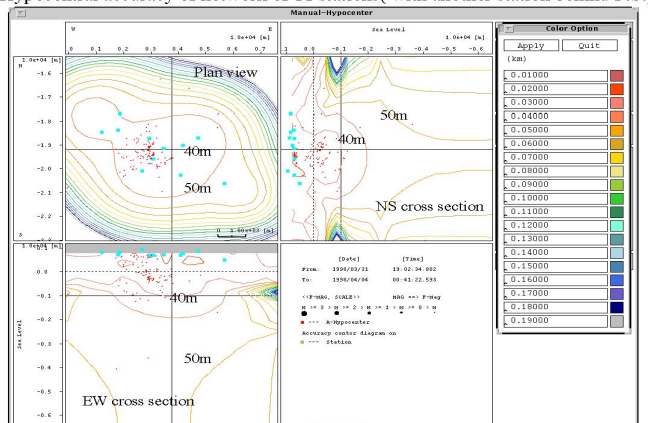 Manual-Hypocenter
W E
1.0e+04 [m]
0 0.1 0.2 0.3 0.4 0.5 0.6 0.7
Sea Level
1.0e+04 [m]
-0.1 0 0.1 0.2 0.3 0.4 0.5 0.6
1.0e+04 [m]
N
-1.6
-1.7
-1.8
-1.9
-2.0
-2.1
-2.2
S
Plan view
40m
50m
0 1.00e+03 [m]
50m
40m
NS cross section
1.0e+04 [m]
0.0
-0.1
-0.2
-0.3
-0.4
-0.5
-0.6
Sea Level
40m
50m
EW cross section
[Date] [Time]
From: 1998/03/31 19:02:34.802
To: 1998/04/04 00:41:22.593
<<F-MAG, SCALE>> MAG ==> F-Mag
M >= 3 > M >= 2 > M >= 1 > M >= 0 > M
--- A-Hypocenter
Accuracy contor diagram on
--- Station
Color Option
Apply Quit
(km)
0.01000
0.02000
0.03000
0.04000
0.05000
0.06000
0.07000
0.08000
0.09000
0.10000
0.11000
0.12000
0.13000
0.14000
0.15000
0.16000
0.17000
0.18000
0.19000